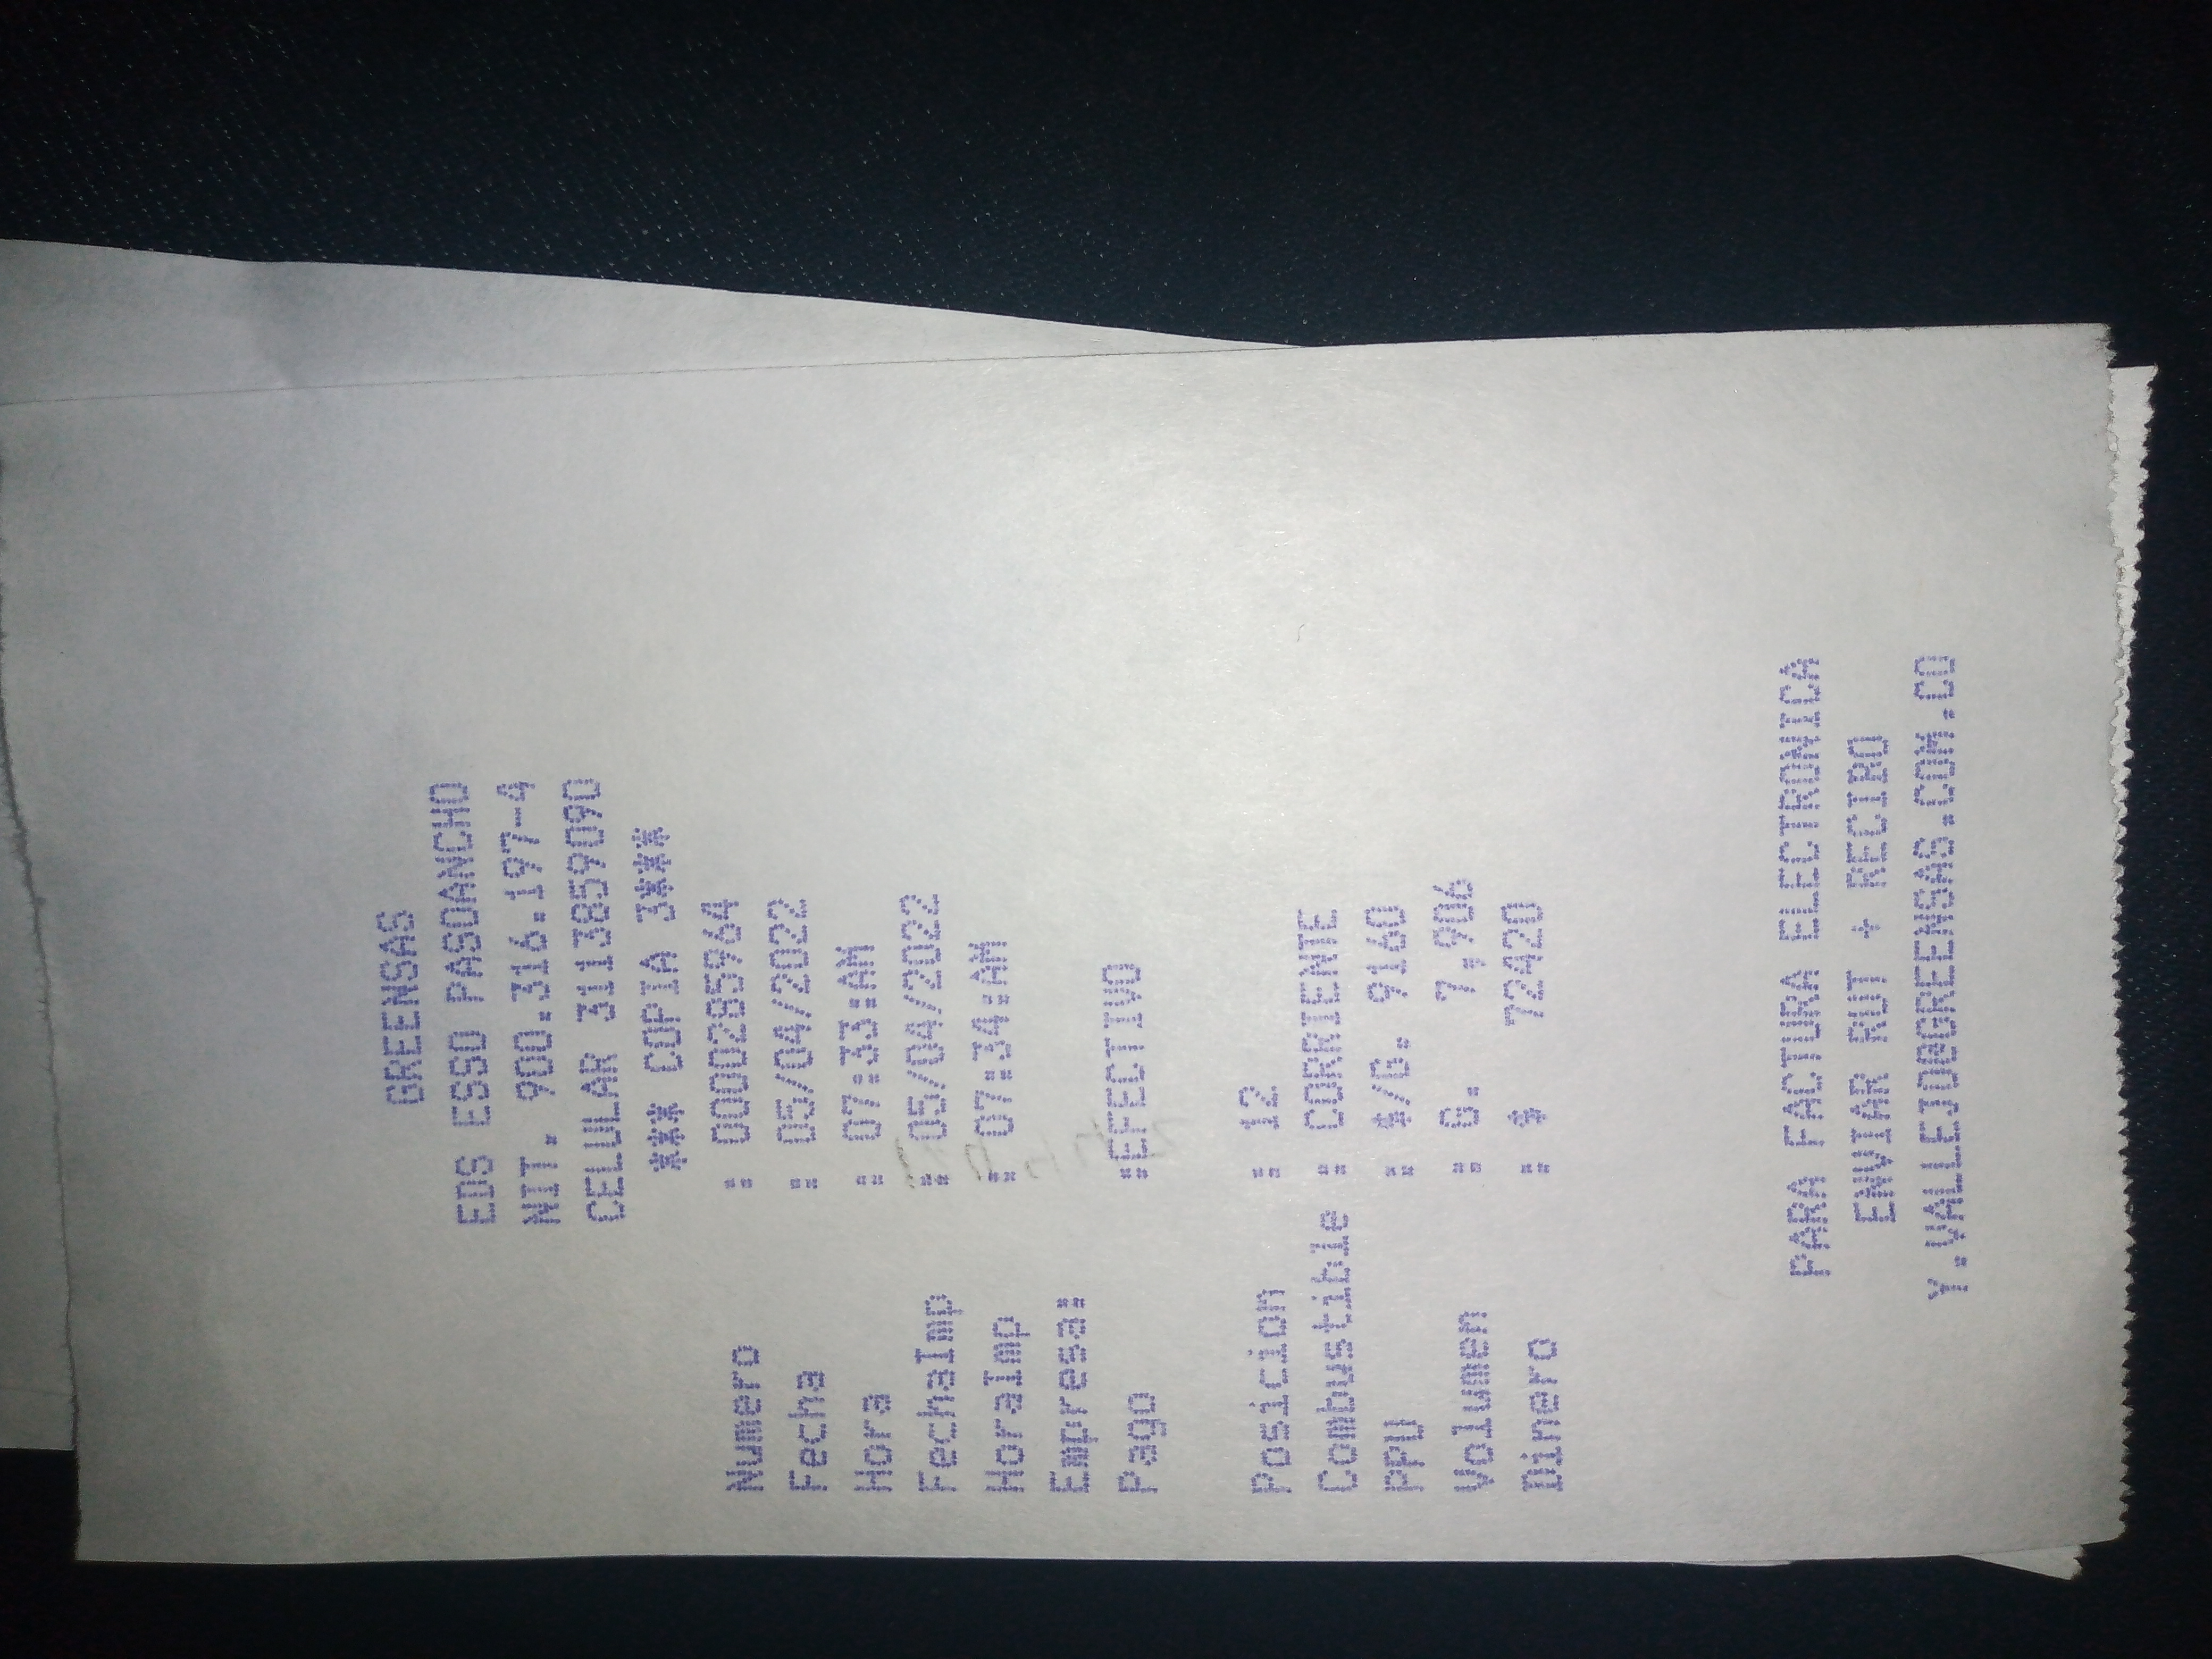 GREENSAS
EDS ESSO PASOANCHO
NIT. 900.316.197-4
CELULAR 3113859090
*** COPIA 3***
Numero : 0000285964
Fecha : 05/04/2022
Hora : 07:33:AM
FechaImp : 05/04/2022
HoraImp : 07:34:AM
Empresa:
Pago :EFECTIVO
Posicion : 12
Combustible : CORRIENTE
PPU : $/G. 9160
Volumen : G. 7.906
Dinero : $ 72420
PARA FACTURA ELECTRONICA
ENVIAR RUT + RECIBO
Y.VALLEJO@GREENSAS.COM.CO